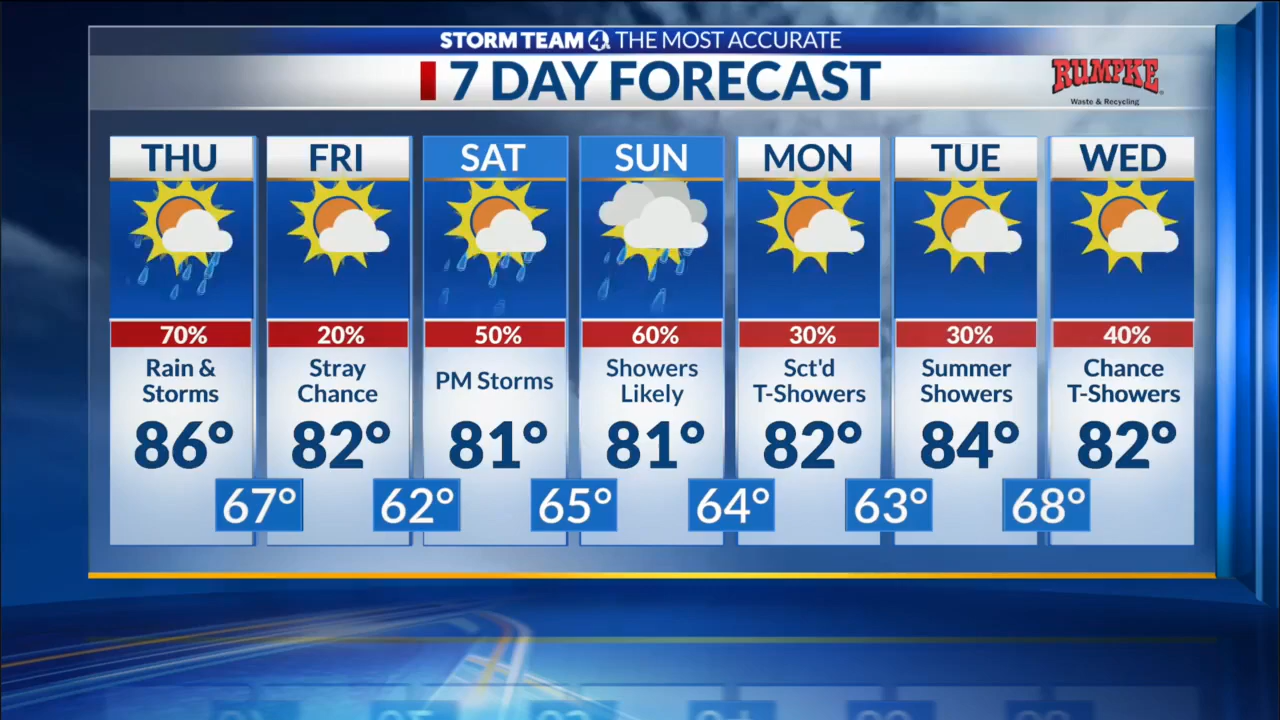 STORM TEAM 4 THE MOST ACCURATE
7 DAY FORECAST
RUMPKE
Waste & Recycling
THU FRI SAT SUN MON TUE WED
70% 20% 50% 60% 30% 30% 40%
Rain & Stray PM Storms Showers Sct'd Summer Chance
Storms Chance Likely T-Showers Showers T-Showers
86° 82° 81° 81° 82° 84° 82°
67° 62° 65° 64° 63° 68°